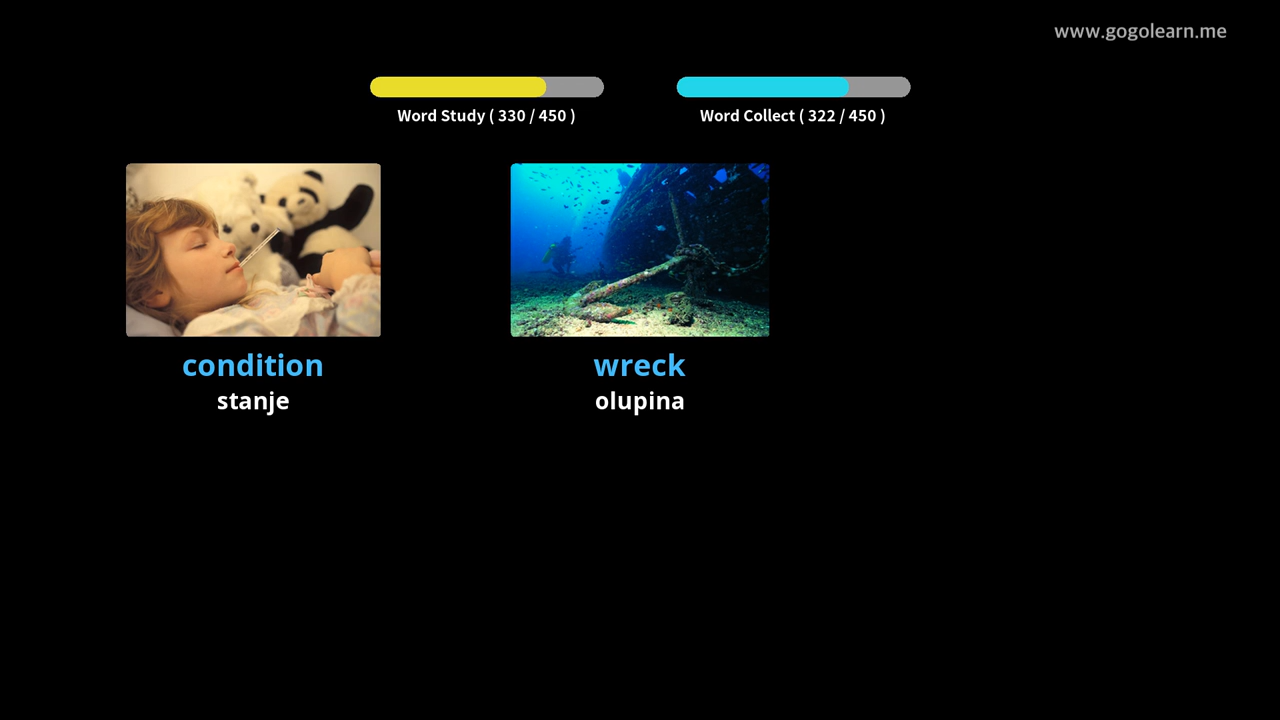 www.gogolearn.me
Word Study ( 330 / 450 )
Word Collect ( 322 / 450 )
condition
stanje
wreck
olupina